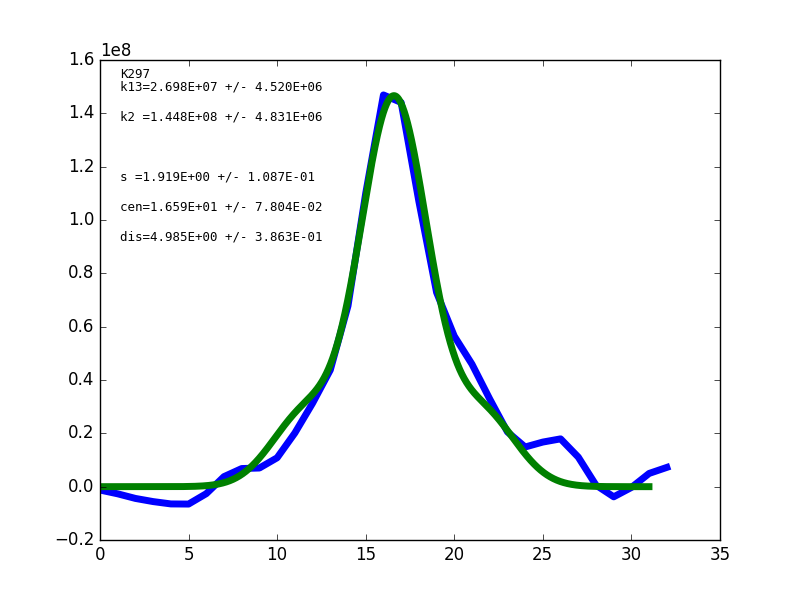 1e8
K297
k13=2.698E+07 +/- 4.520E+06
k2 =1.448E+08 +/- 4.831E+06
s =1.919E+00 +/- 1.087E-01
cen=1.659E+01 +/- 7.804E-02
dis=4.985E+00 +/- 3.863E-01
1.6
1.4
1.2
1.0
0.8
0.6
0.4
0.2
0.0
−0.2
0 5 10 15 20 25 30 35